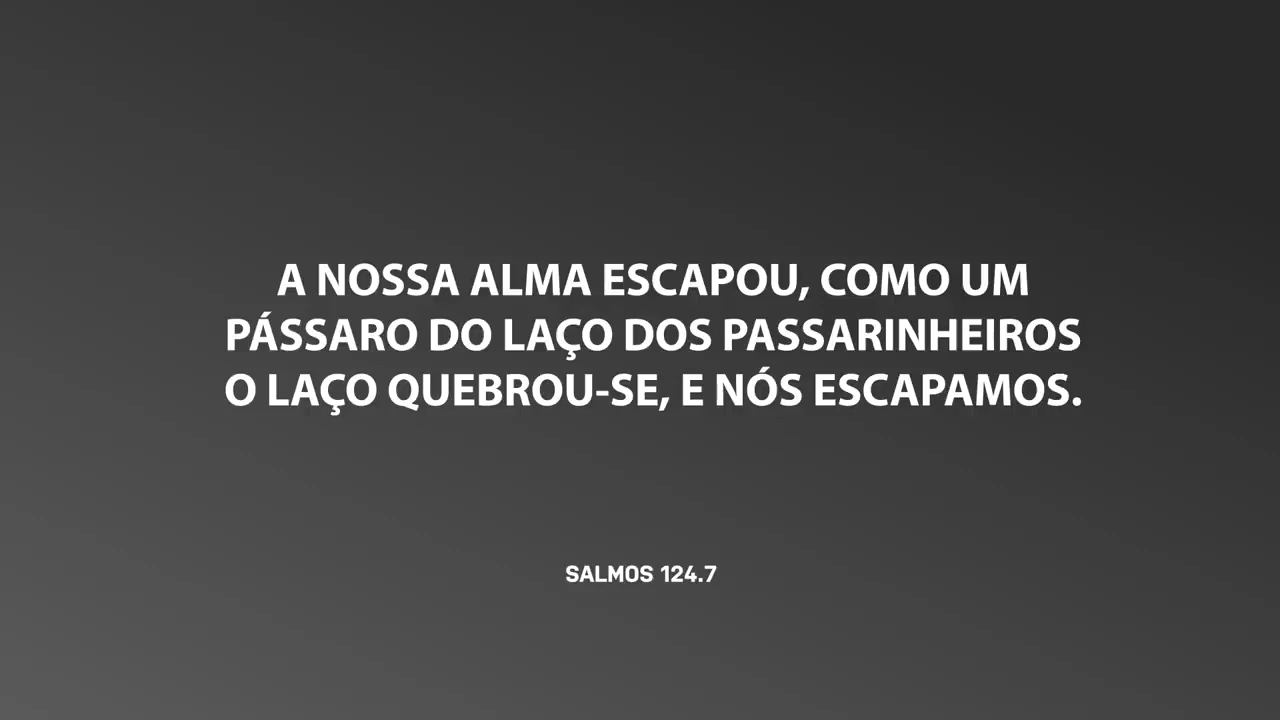 A NOSSA ALMA ESCAPOU, COMO UM
PÁSSARO DO LAÇO DOS PASSARINHEIROS
O LAÇO QUEBROU-SE, E NÓS ESCAPAMOS.
SALMOS 124.7